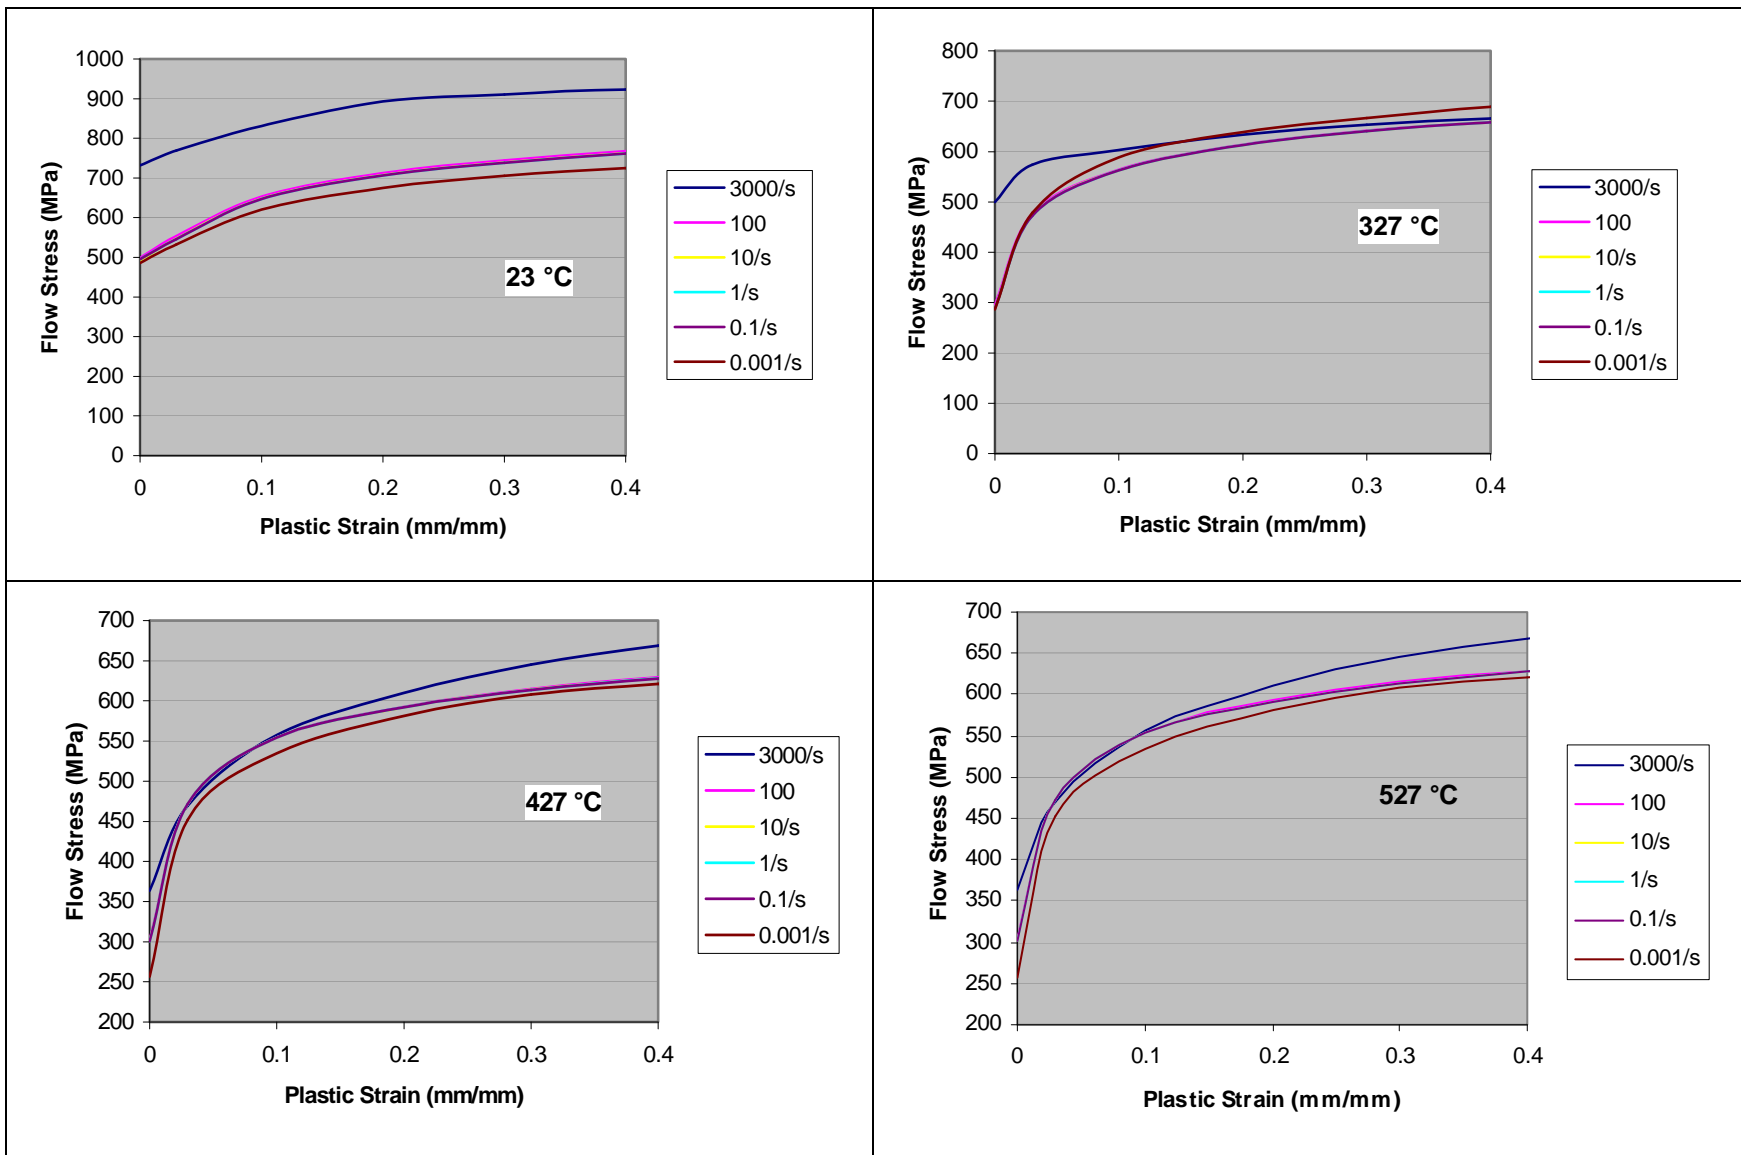 1000
900
800
700
600
500
400
300
200
100
0
0 0.1 0.2 0.3 0.4
Flow Stress (MPa)
Plastic Strain (mm/mm)
23 °C
3000/s
100
10/s
1/s
0.1/s
0.001/s
800
700
600
500
400
300
200
100
0
0 0.1 0.2 0.3 0.4
Flow Stress (MPa)
Plastic Strain (mm/mm)
327 °C
3000/s
100
10/s
1/s
0.1/s
0.001/s
700
650
600
550
500
450
400
350
300
250
200
0 0.1 0.2 0.3 0.4
Flow Stress (MPa)
Plastic Strain (mm/mm)
427 °C
3000/s
100
10/s
1/s
0.1/s
0.001/s
700
650
600
550
500
450
400
350
300
250
200
0 0.1 0.2 0.3 0.4
Flow Stress (MPa)
Plastic Strain (mm/mm)
527 °C
3000/s
100
10/s
1/s
0.1/s
0.001/s